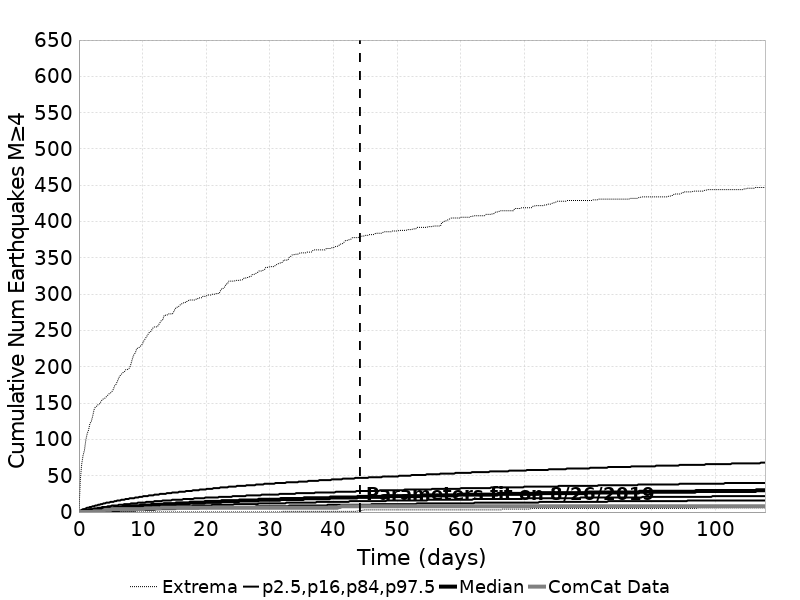 650
600
550
500
450
400
350
300
250
200
150
100
50
0
Cumulative Num Earthquakes M≥4
Parameters fit on 8/26/2019
0 10 20 30 40 50 60 70 80 90 100
Time (days)
Extrema p2.5,p16,p84,p97.5 Median ComCat Data